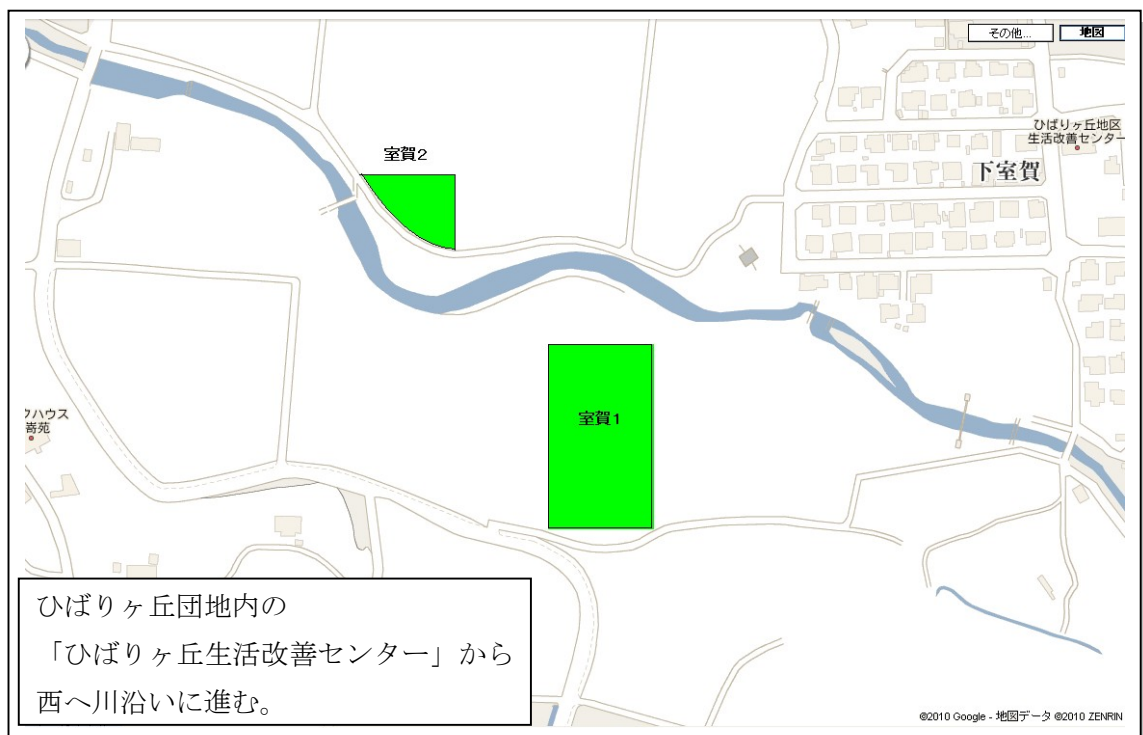 その他...
地図
室賀2
ひばりヶ丘地区
生活改善センター
下室賀
室賀1
クハウス
嵜苑
ひばりヶ丘団地内の
「ひばりヶ丘生活改善センター」から
西へ川沿いに進む。
©2010 Google - 地図データ ©2010 ZENRIN